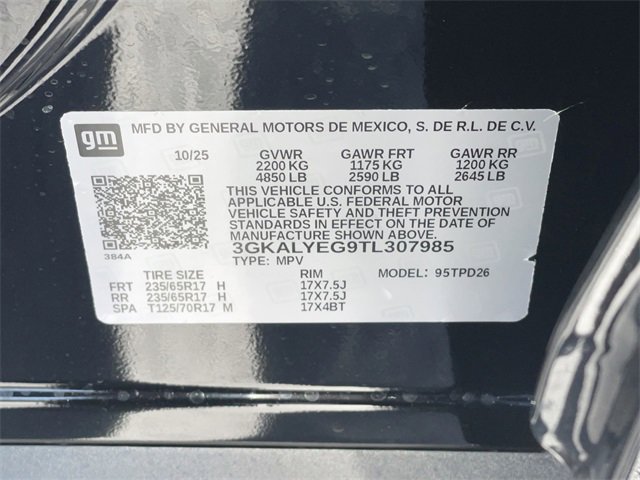 gm MFD BY GENERAL MOTORS DE MEXICO, S. DE R.L. DE C.V.
10/25 GVWR GAWR FRT GAWR RR
2200 KG 1175 KG 1200 KG
4850 LB 2590 LB 2645 LB
THIS VEHICLE CONFORMS TO ALL
APPLICABLE U.S. FEDERAL MOTOR
VEHICLE SAFETY AND THEFT PREVENTION
STANDARDS IN EFFECT ON THE DATE OF
MANUFACTURE SHOWN ABOVE.
384A 3GKALYEG9TL307985
TYPE: MPV MODEL: 95TPD26
TIRE SIZE RIM
FRT 235/65R17 H 17X7.5J
RR 235/65R17 H 17X7.5J
SPA T125/70R17 M 17X4BT